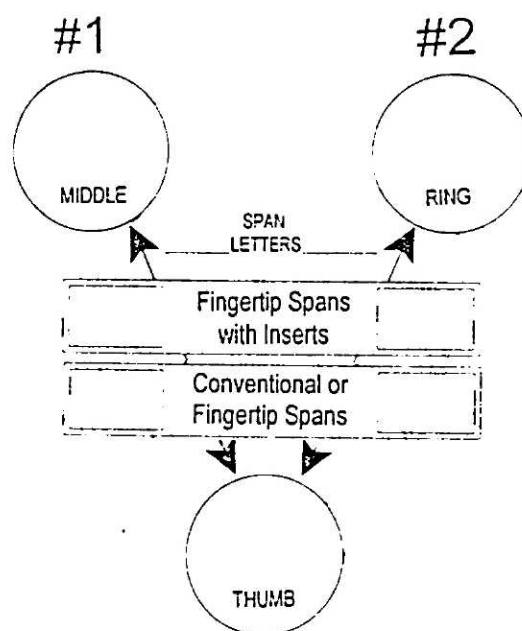 #1 #2
MIDDLE RING
SPAN
LETTERS
Fingertip Spans
with Inserts
Conventional or
Fingertip Spans
THUMB